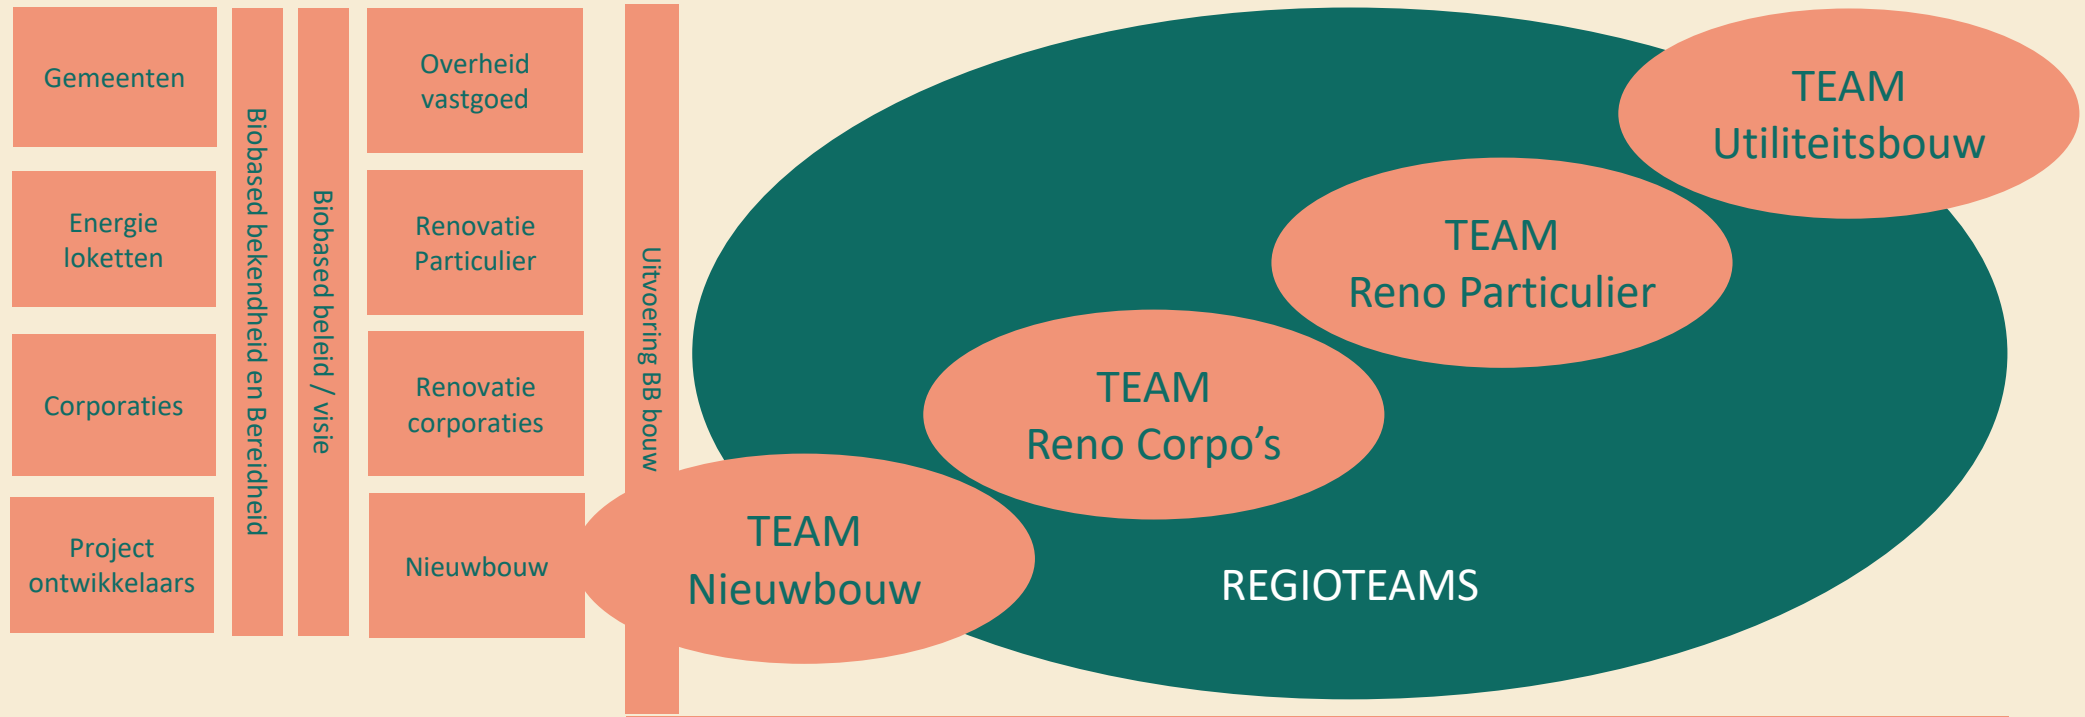 Gemeenten
Energie
loketten
Corporaties
Project
ontwikkelaars
Biobased bekendheid en Bereidheid
Biobased beleid / visie
Overheid
vastgoed
Renovatie
Particulier
Renovatie
corporaties
Nieuwbouw
Uitvoering BB bouw
TEAM
Utiliteitsbouw
TEAM
Reno Particulier
TEAM
Reno Corpo’s
TEAM
Nieuwbouw
REGIOTEAMS